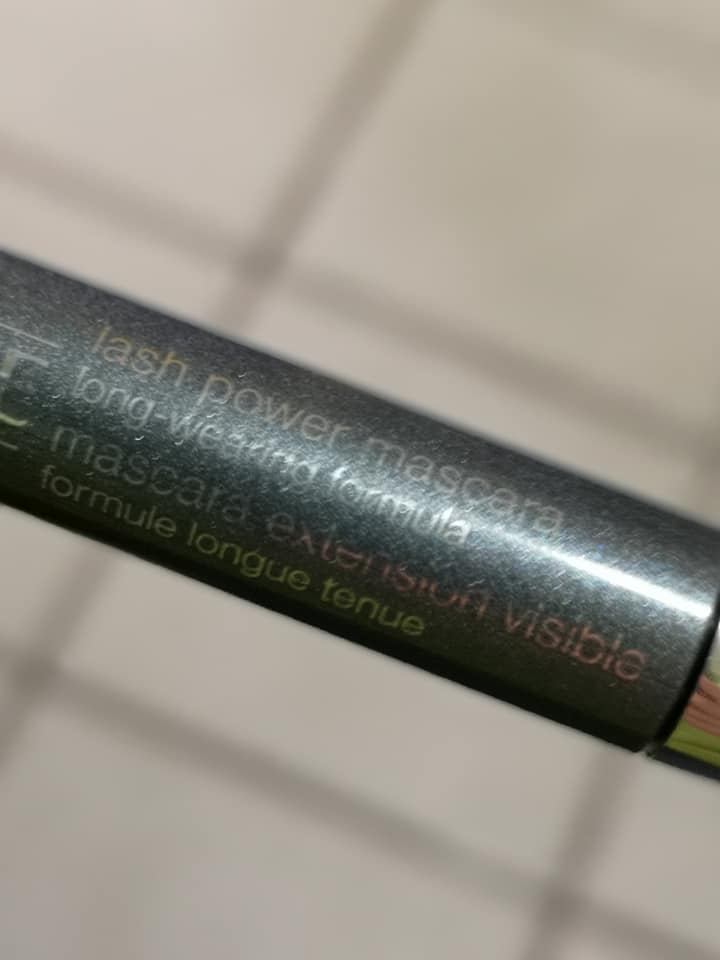 lash power mascara
long-wearing formula
mascara extension visible
formule longue tenue